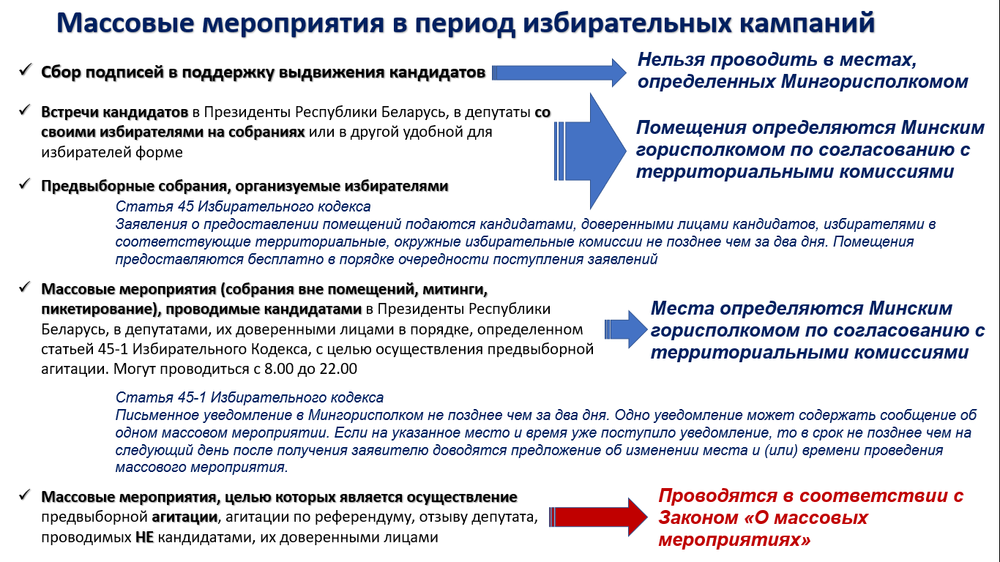 Массовые мероприятия в период избирательных кампаний
✓ Сбор подписей в поддержку выдвижения кандидатов
Нельзя проводить в местах,
определенных Мингорисполкомом
✓ Встречи кандидатов в Президенты Республики Беларусь, в депутаты со
своими избирателями на собраниях или в другой удобной для
избирателей форме
Помещения определяются Минским
горисполкомом по согласованию с
территориальными комиссиями
✓ Предвыборные собрания, организуемые избирателями
Статья 45 Избирательного кодекса
Заявления о предоставлении помещений подаются кандидатами, доверенными лицами кандидатов, избирателями в
соответствующие территориальные, окружные избирательные комиссии не позднее чем за два дня. Помещения
предоставляются бесплатно в порядке очередности поступления заявлений
✓ Массовые мероприятия (собрания вне помещений, митинги,
пикетирование), проводимые кандидатами в Президенты Республики
Беларусь, в депутатами, их доверенными лицами в порядке, определенном
статьей 45-1 Избирательного Кодекса, с целью осуществления предвыборной
агитации. Могут проводиться с 8.00 до 22.00
Места определяются Минским
горисполкомом по согласованию с
территориальными комиссиями
Статья 45-1 Избирательного кодекса
Письменное уведомление в Мингорисполком не позднее чем за два дня. Одно уведомление может содержать сообщение об
одном массовом мероприятии. Если на указанное место и время уже поступило уведомление, то в срок не позднее чем на
следующий день после получения заявителю доводятся предложение об изменении места и (или) времени проведения
массового мероприятия.
✓ Массовые мероприятия, целью которых является осуществление
предвыборной агитации, агитации по референдуму, отзыву депутата,
проводимых НЕ кандидатами, их доверенными лицами
Проводятся в соответствии с
Законом «О массовых
мероприятиях»